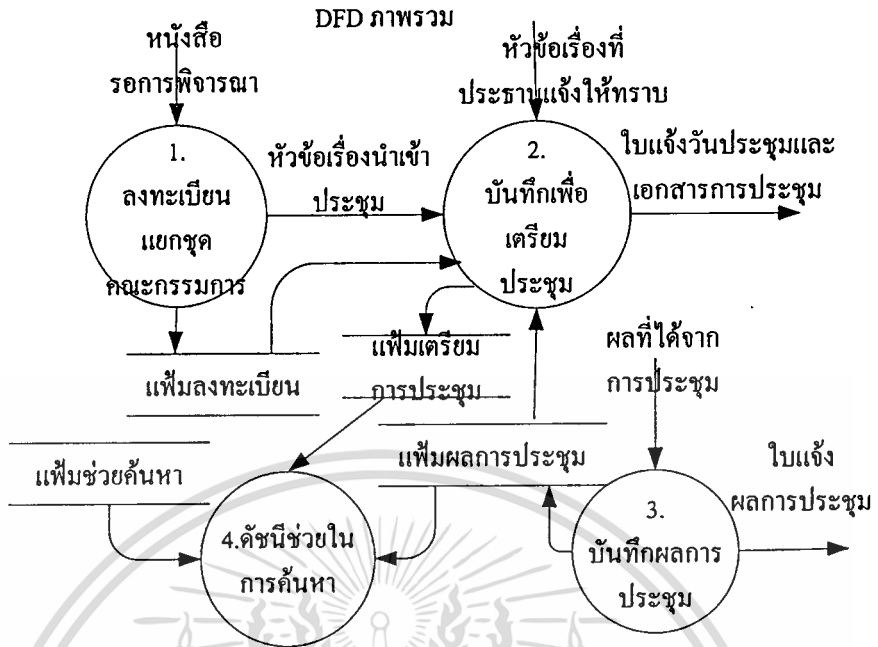 DFD ภาพรวม
หนังสือ
รอการพิจารณา
หัวข้อเรื่องที่
ประธานแจ้งให้ทราบ
1.
ลงทะเบียน
แยกชุด
คณะกรรมการ
หัวข้อเรื่องนำเข้า
ประชุม
2.
บันทึกเพื่อ
เตรียม
ประชุม
ใบแจ้งวันประชุมและ
เอกสารการประชุม
แฟ้มลงทะเบียน
แฟ้มเตรียม
การประชุม
ผลที่ได้จาก
การประชุม
แฟ้มช่วยค้นหา
แฟ้มผลการประชุม
ใบแจ้ง
ผลการประชุม
4.ดัชนีช่วยใน
การค้นหา
3.
บันทึกผลการ
ประชุม